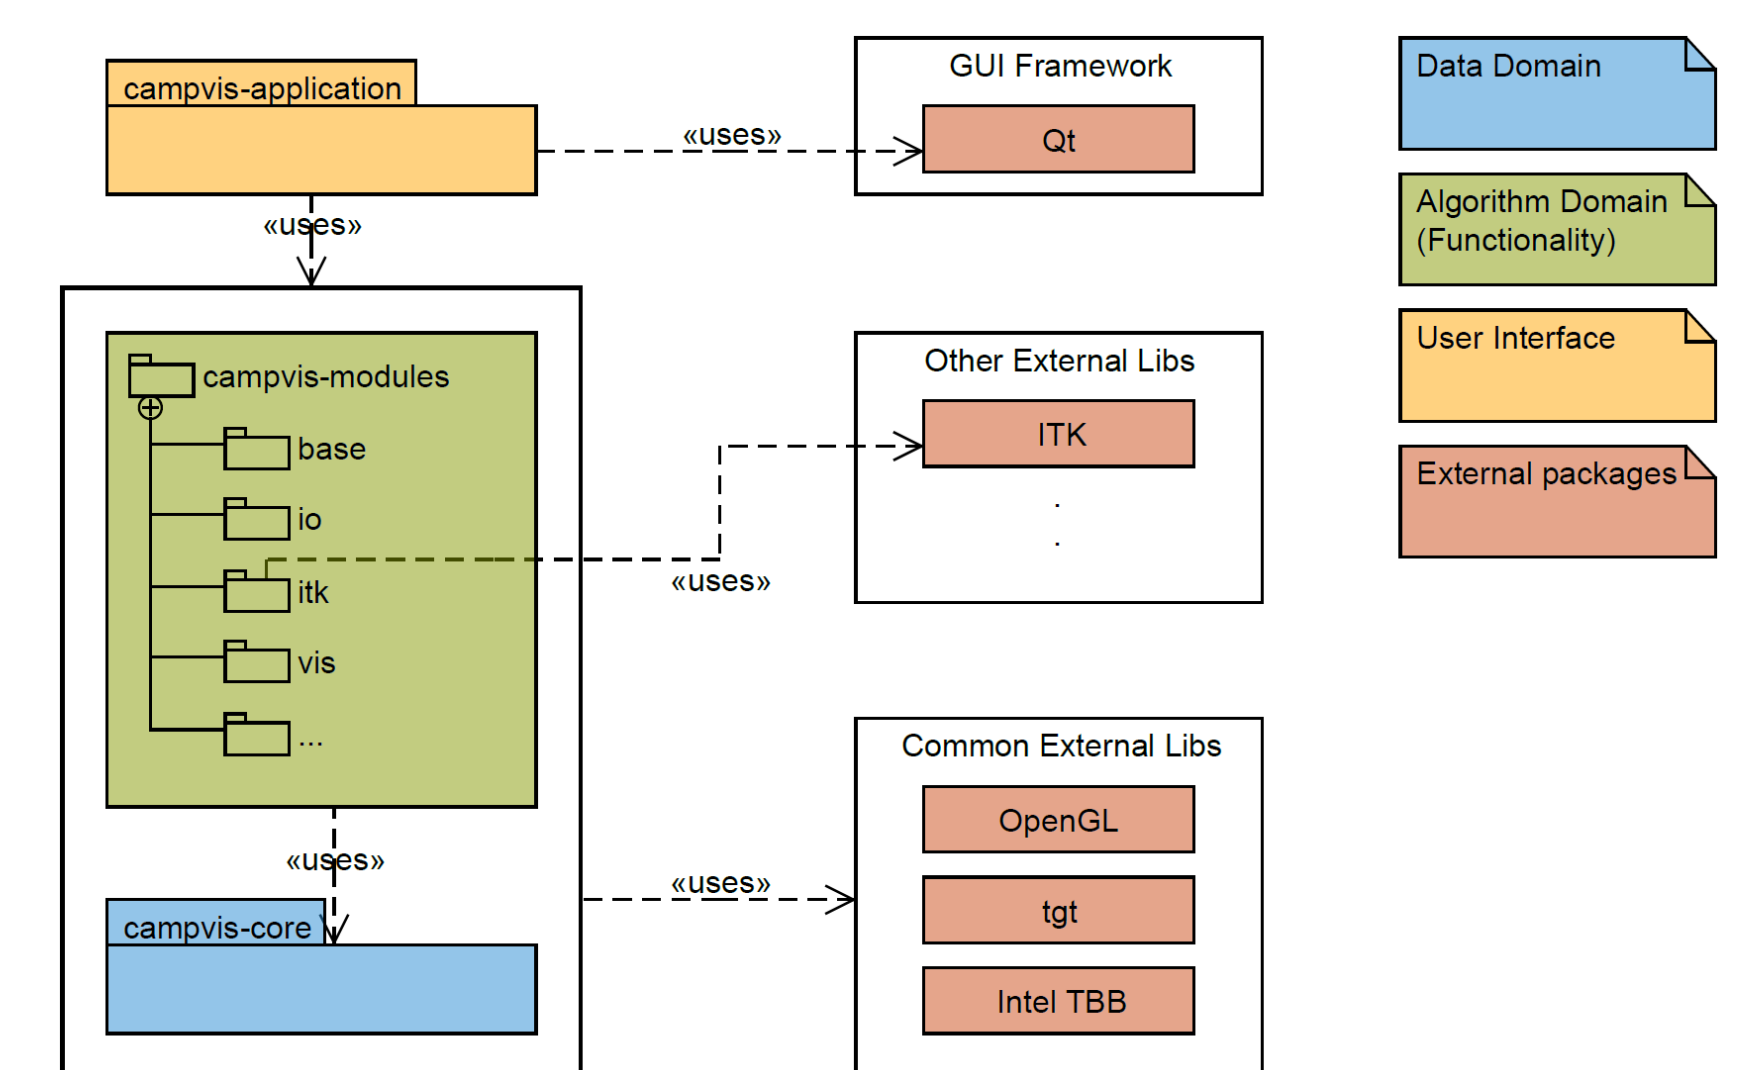 campvis-application
«uses»
GUI Framework
Qt
Data Domain
«uses»
Algorithm Domain
(Functionality)
User Interface
External packages
campvis-modules
base
io
itk
vis
...
«uses»
Other External Libs
ITK
.
.
«uses»
campvis-core
«uses»
Common External Libs
OpenGL
tgt
Intel TBB